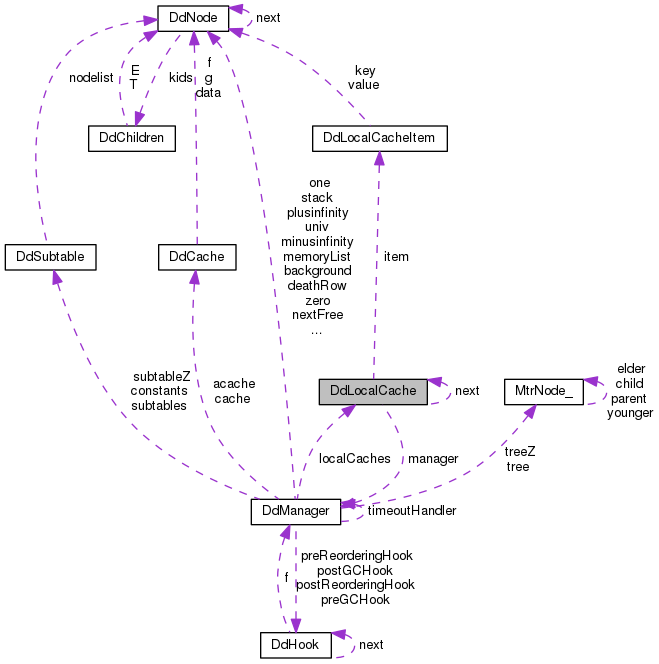 DdNode
next
nodelist
E
T
kids
f
g
data
key
value
DdChildren
DdLocalCacheItem
one
stack
plusinfinity
univ
minusinfinity
memoryList
background
deathRow
zero
nextFree
...
DdSubtable
DdCache
item
subtableZ
constants
subtables
acache
cache
DdLocalCache
next
MtrNode_
elder
child
parent
younger
localCaches
manager
treeZ
tree
DdManager
timeoutHandler
f
preReorderingHook
postGCHook
postReorderingHook
preGCHook
DdHook
next